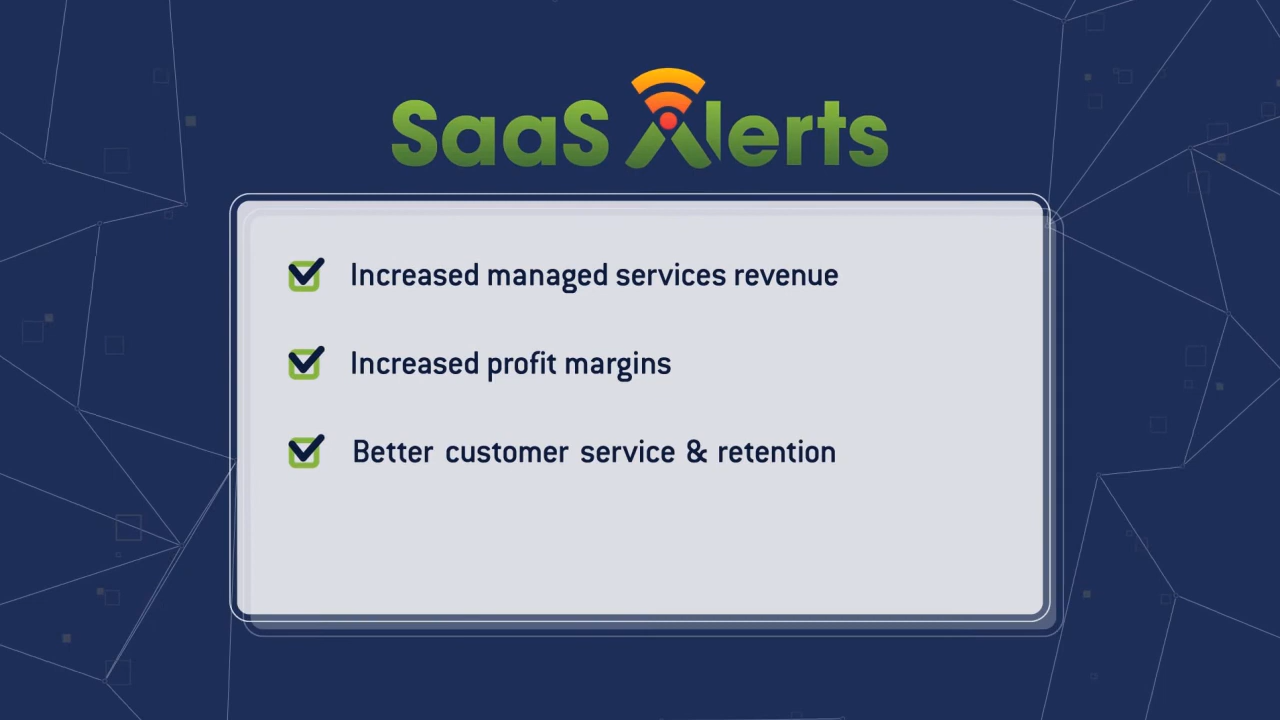 SaaS Alerts
Increased managed services revenue
Increased profit margins
Better customer service & retention